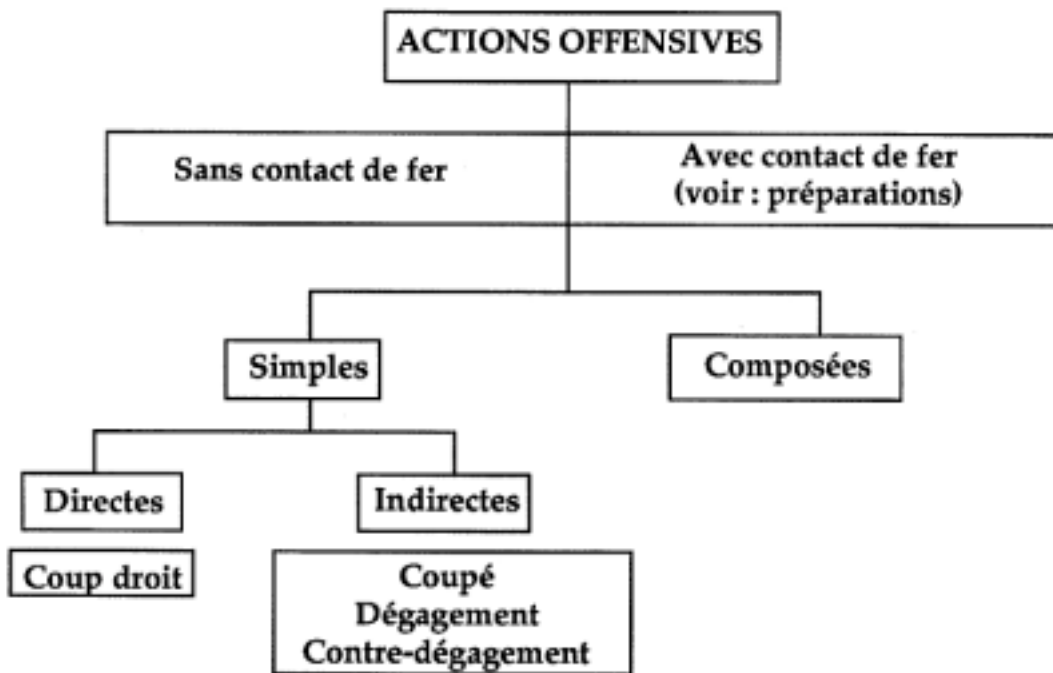 ACTIONS OFFENSIVES
Sans contact de fer
Avec contact de fer
(voir : préparations)
Simples
Composées
Directes
Indirectes
Coup droit
Coupé
Dégagement
Contre-dégagement